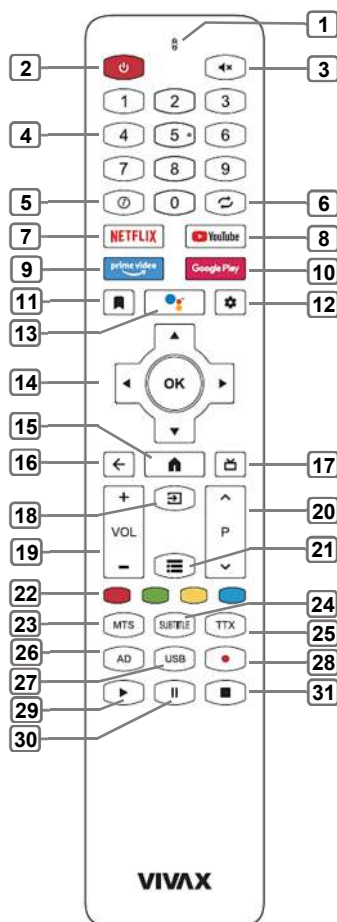 1
2
3
1 2 3
4
4 5 6
7 8 9
5
i 0
6
7
NETFLIX
YouTube
8
9
prime video
Google Play
10
11
12
13
14
OK
15
16
17
18
+
VOL
-
P
19
20
21
22
23
24
MTS SUBTITLE TTX
25
26
AD USB
27
28
29
30
31
VIVAX